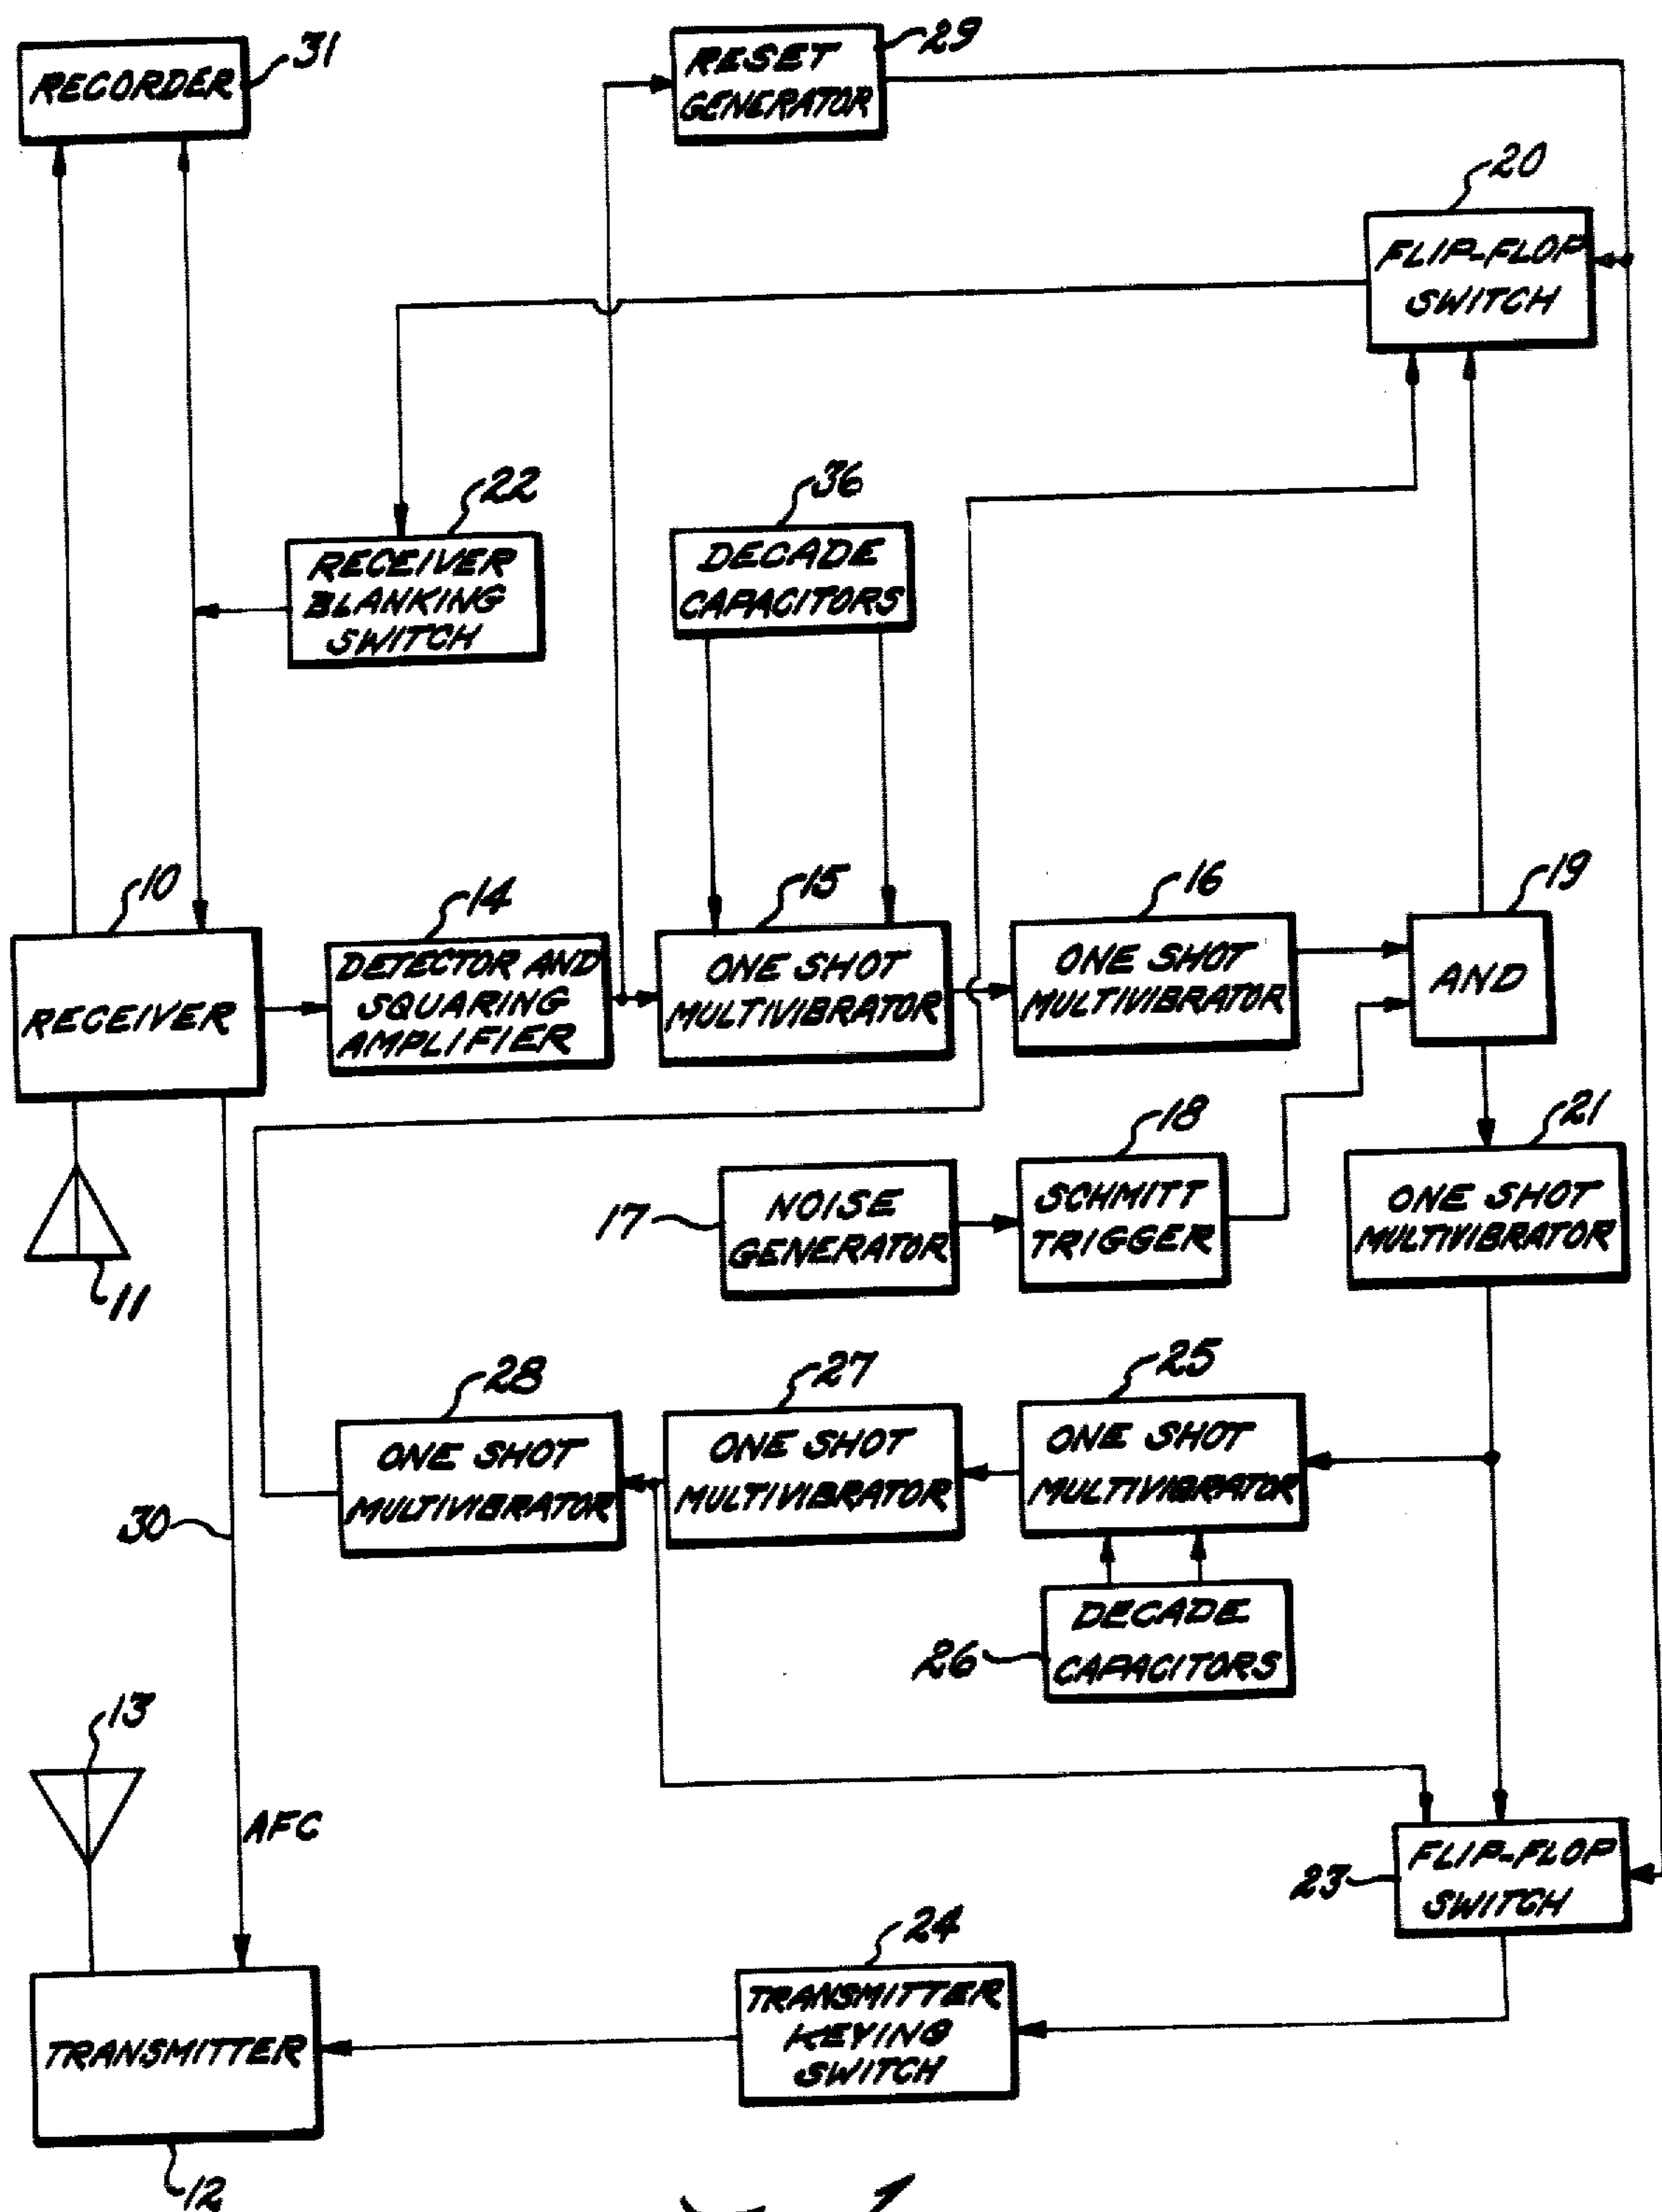 31
RECORDER
29
RESET
GENERATOR
20
FLIP-FLOP
SWITCH
22
RECEIVER
BLANKING
SWITCH
36
DECADE
CAPACITORS
10
RECEIVER
14
DETECTOR AND
SQUARING
AMPLIFIER
15
ONE SHOT
MULTIVIBRATOR
16
ONE SHOT
MULTIVIBRATOR
19
AND
11
17
NOISE
GENERATOR
18
SCHMITT
TRIGGER
21
ONE SHOT
MULTIVIBRATOR
28
ONE SHOT
MULTIVIBRATOR
27
ONE SHOT
MULTIVIBRATOR
25
ONE SHOT
MULTIVIBRATOR
30
26
DECADE
CAPACITORS
13
AFC
23
FLIP-FLOP
SWITCH
24
TRANSMITTER
KEYING
SWITCH
TRANSMITTER
12